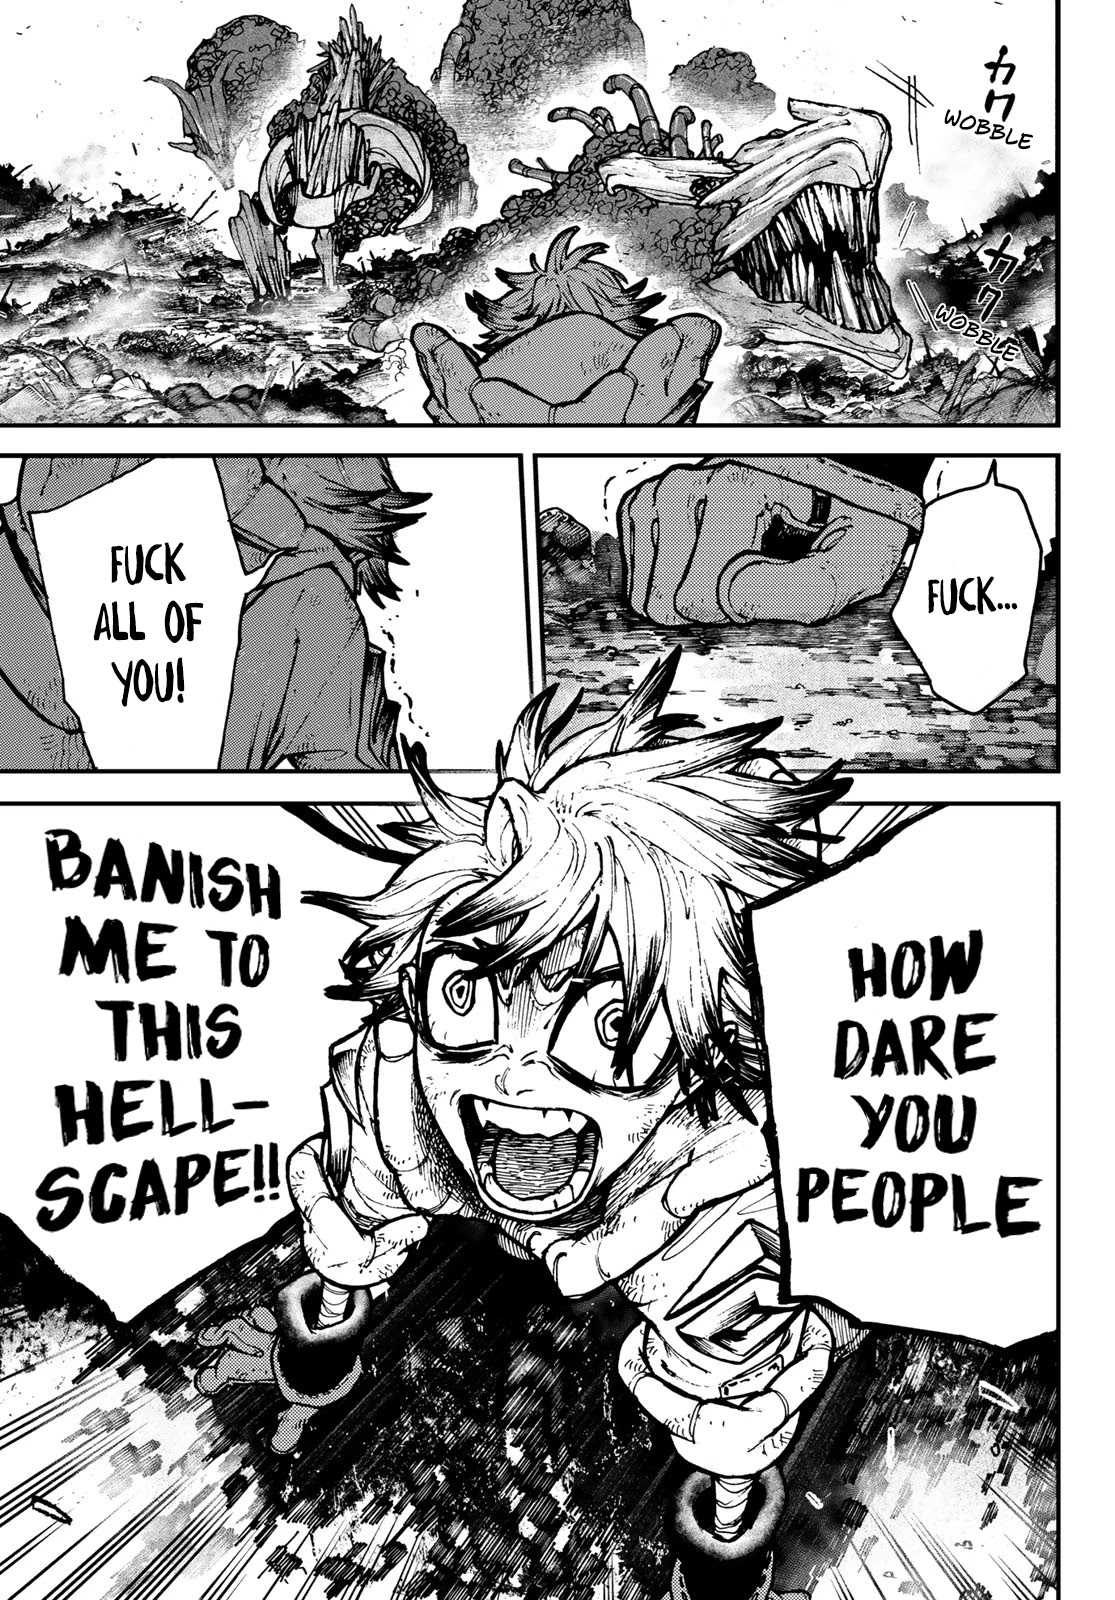 カク
WOBBLE
カク
WOBBLE
FUCK...
FUCK
ALL OF
YOU!
HOW
DARE
YOU
PEOPLE
BANISH
ME TO
THIS
HELL-
SCAPE!!